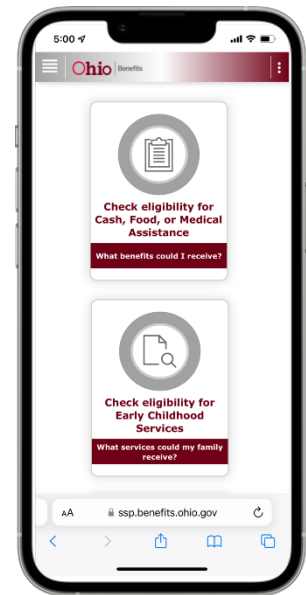 5:00
Ohio Benefits
Check eligibility for
Cash, Food, or Medical
Assistance
What benefits could I receive?
Check eligibility for
Early Childhood
Services
What services could my family
receive?
AA ssp.benefits.ohio.gov